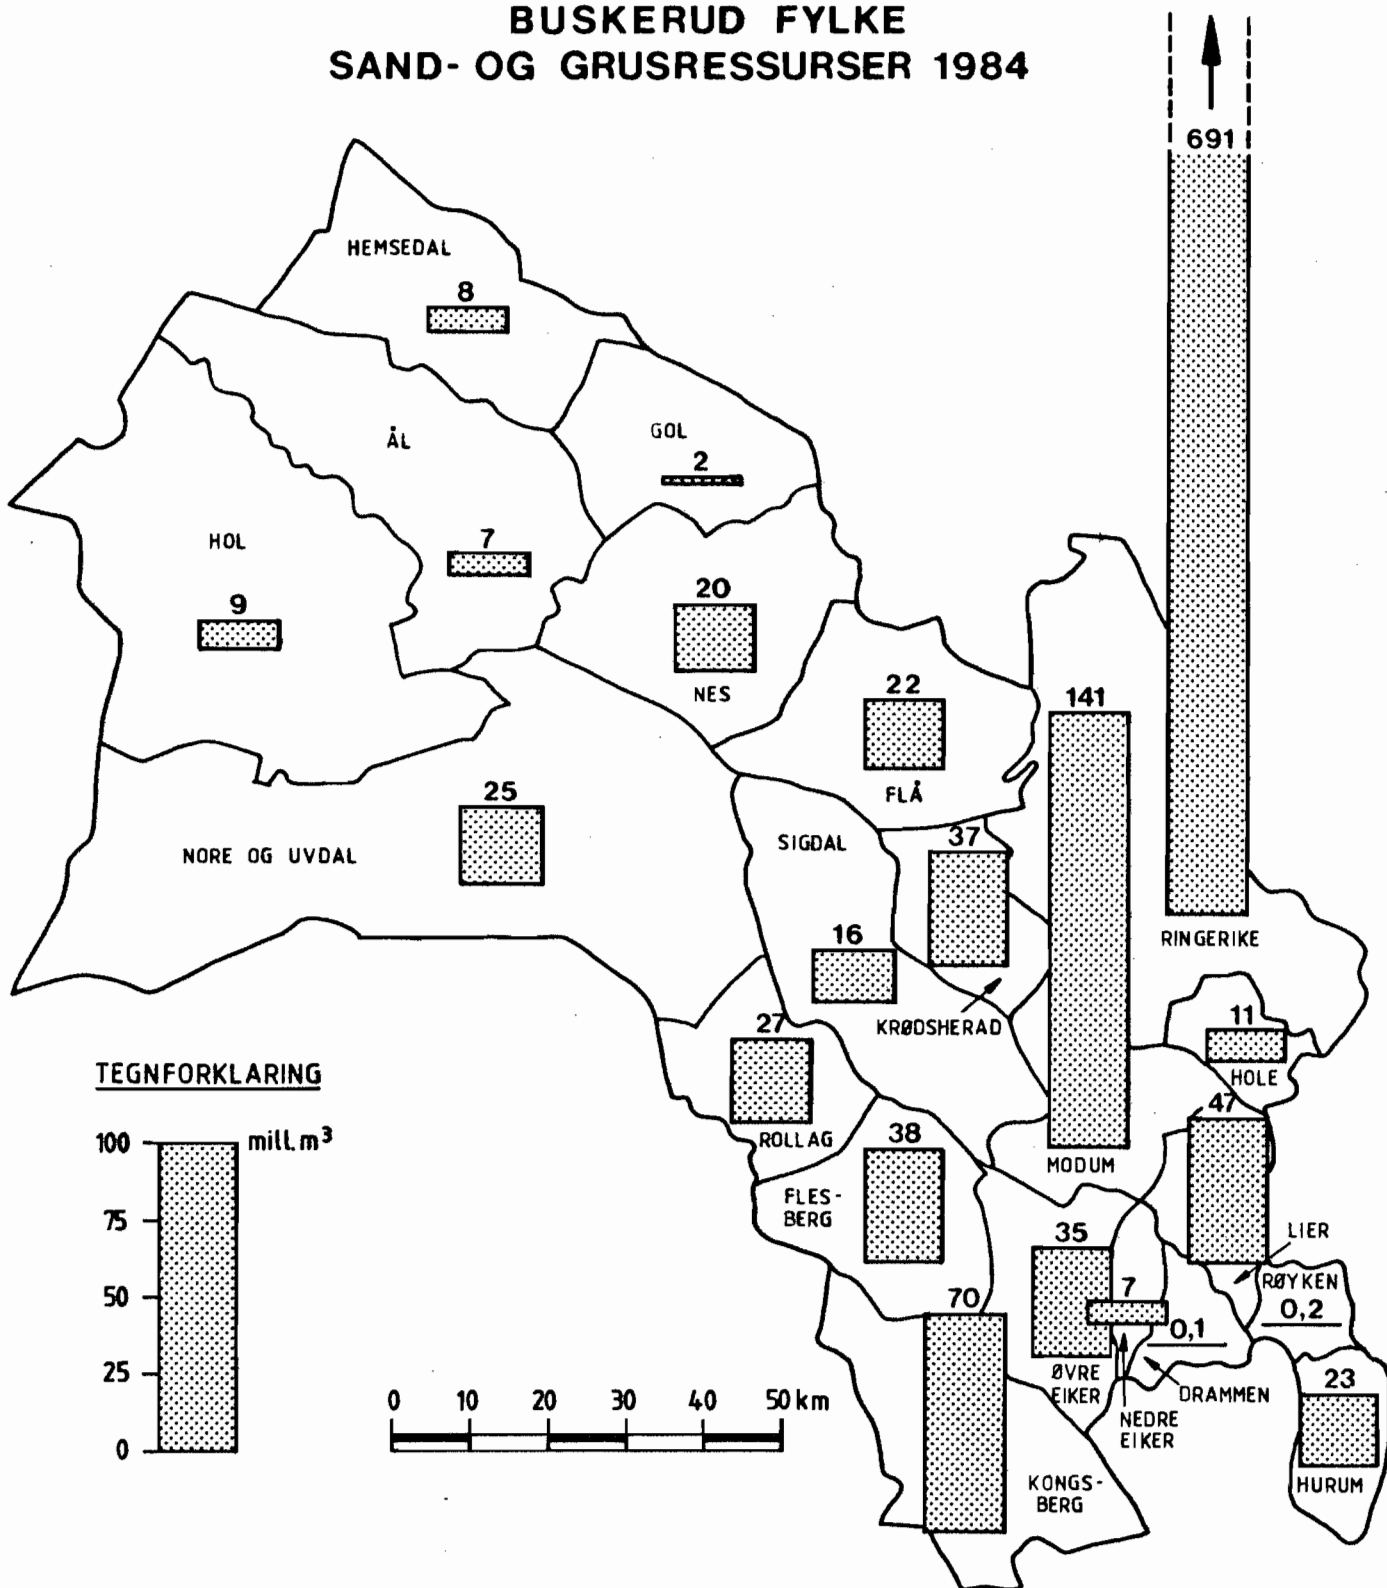 BUSKERUD FYLKE
SAND- OG GRUSRESSURSER 1984
691
HEMSEDAL
8
ÅL
7
GOL
2
HOL
9
20
NES
22
FLÅ
141
MODUM
25
NORE OG UVDAL
SIGDAL
16
37
KRØDSHERAD
RINGERIKE
11
HOLE
27
ROLLAG
47
LIER
38
FLES-
BERG
35
ØVRE
EIKER
7
NEDRE
EIKER
0,1
DRAMMEN
RØYKEN
0,2
23
HURUM
70
KONGS-
BERG
TEGNFORKLARING
100 mill. m³
75
50
25
0
0 10 20 30 40 50 km